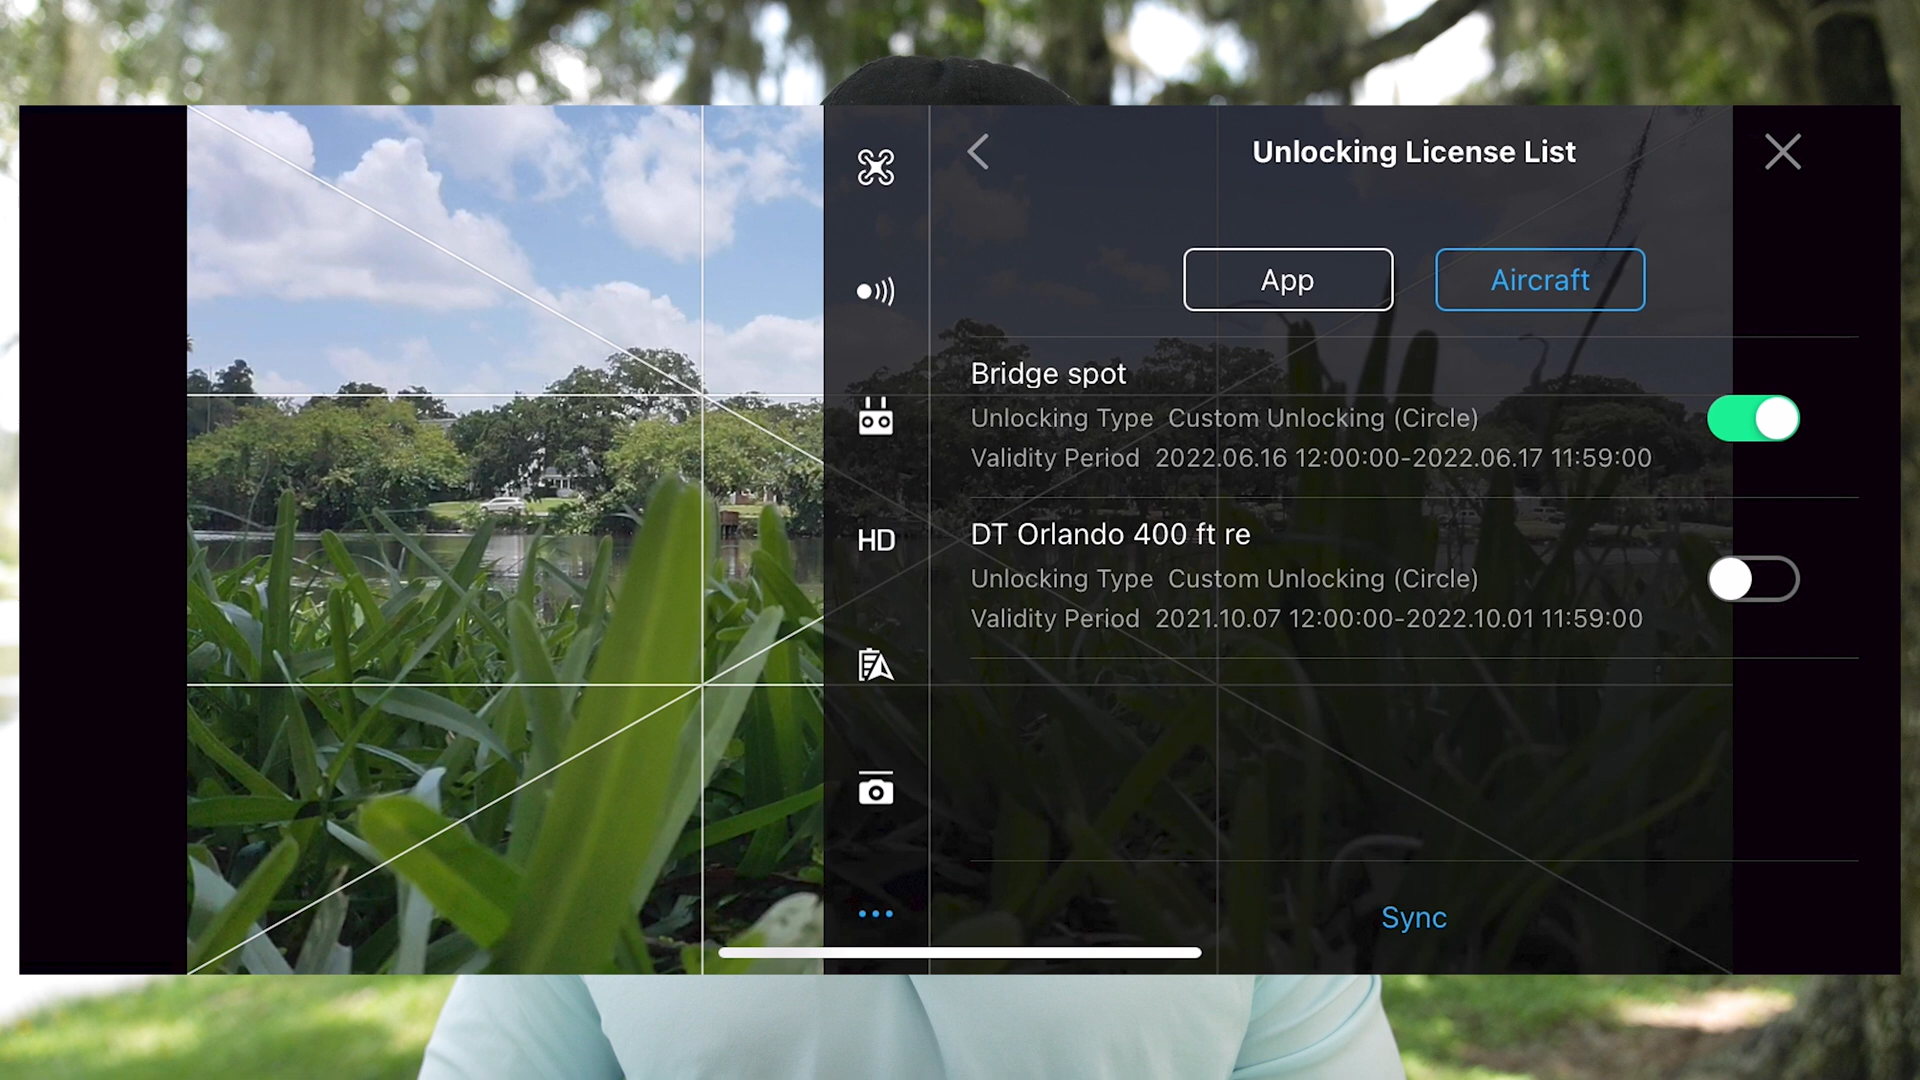 Unlocking License List
App
Aircraft
Bridge spot
Unlocking Type Custom Unlocking (Circle)
Validity Period 2022.06.16 12:00:00-2022.06.17 11:59:00
HD
DT Orlando 400 ft re
Unlocking Type Custom Unlocking (Circle)
Validity Period 2021.10.07 12:00:00-2022.10.01 11:59:00
Sync